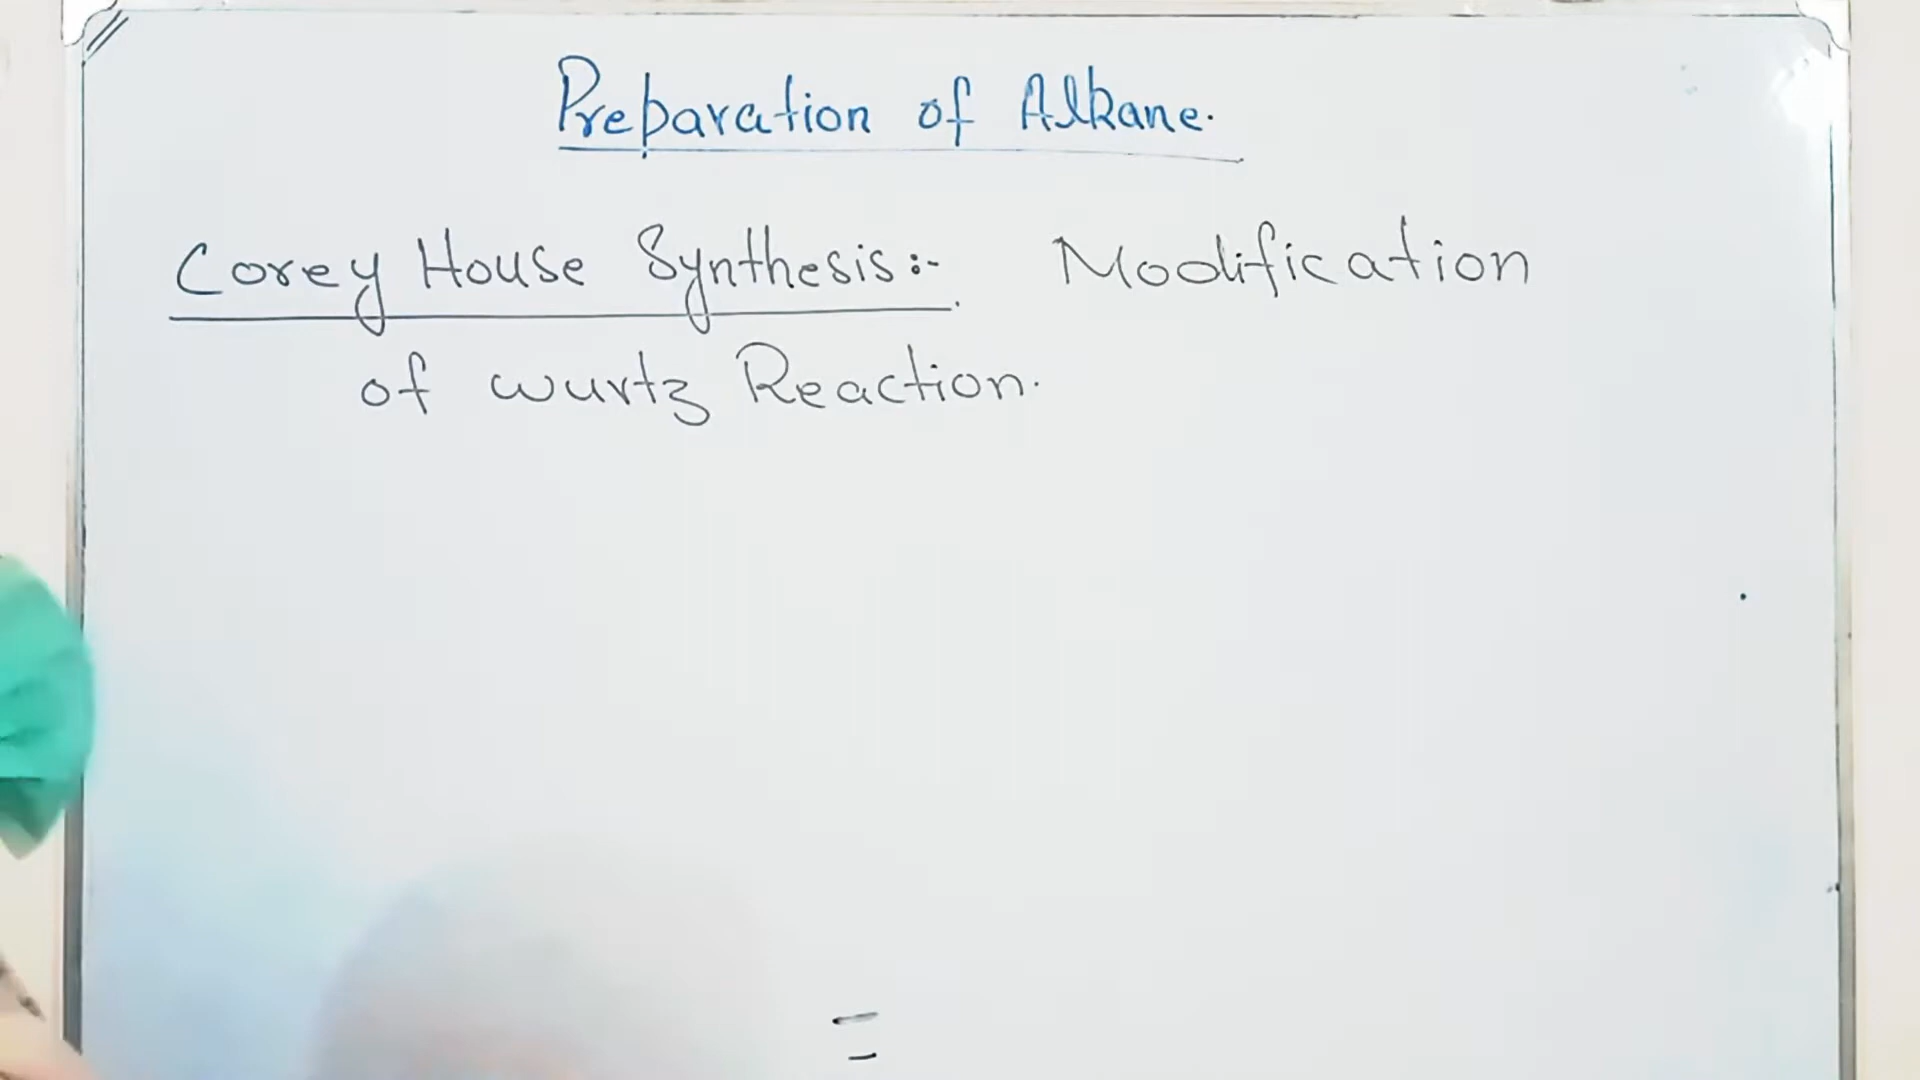 Preparation of Alkane.
Corey House Synthesis:- Modification
of wurtz Reaction.